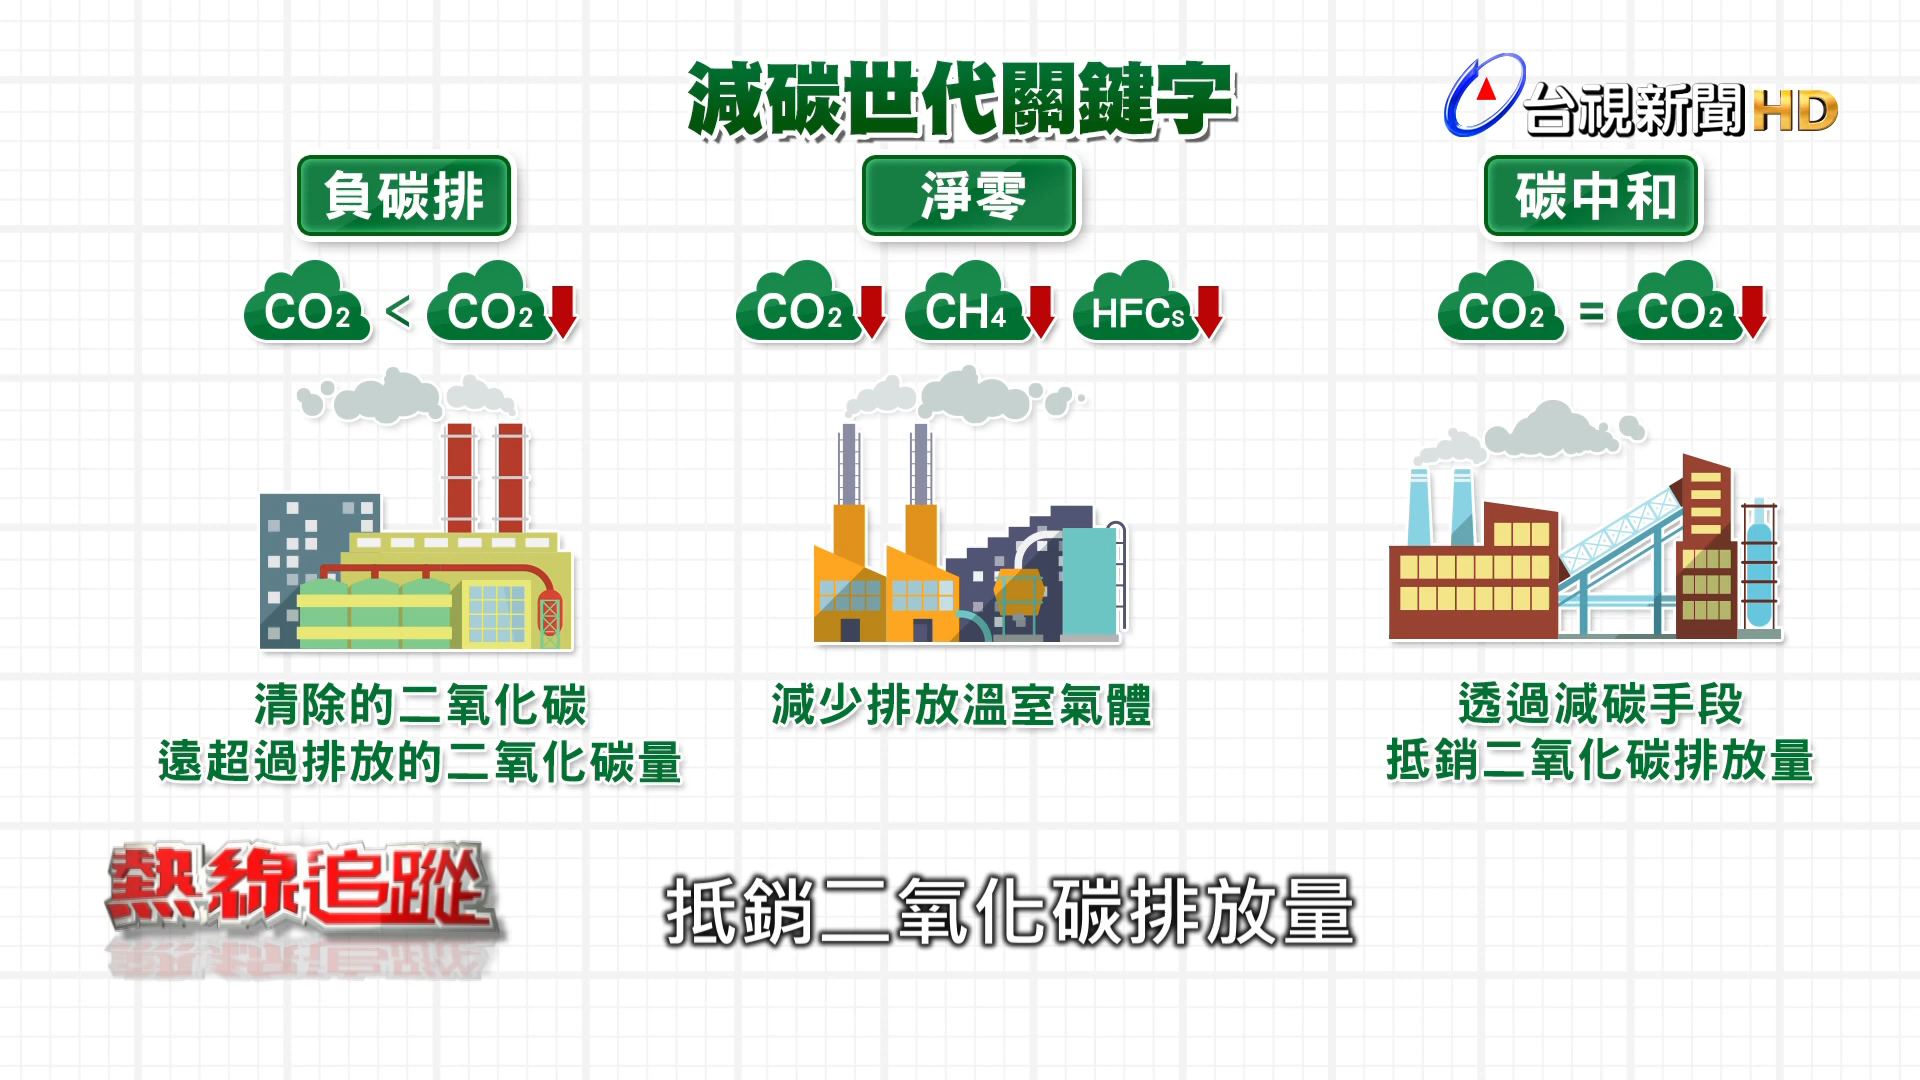 減碳世代關鍵字
台視新聞HD
負碳排
淨零
碳中和
CO2 < CO2
CO2 CH4 HFCs
CO2 = CO2
清除的二氧化碳
遠超過排放的二氧化碳量
減少排放溫室氣體
透過減碳手段
抵銷二氧化碳排放量
熱線追蹤
抵銷二氧化碳排放量